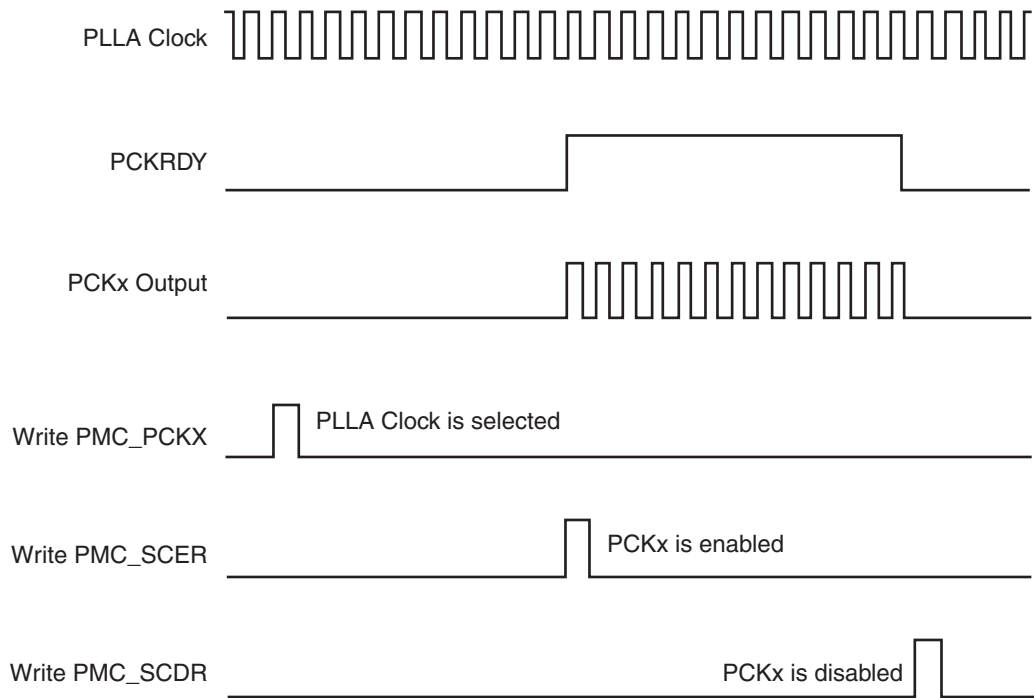 PLLA Clock
PCKRDY
PCKx Output
Write PMC_PCKX
PLLA Clock is selected
Write PMC_SCER
PCKx is enabled
Write PMC_SCDR
PCKx is disabled